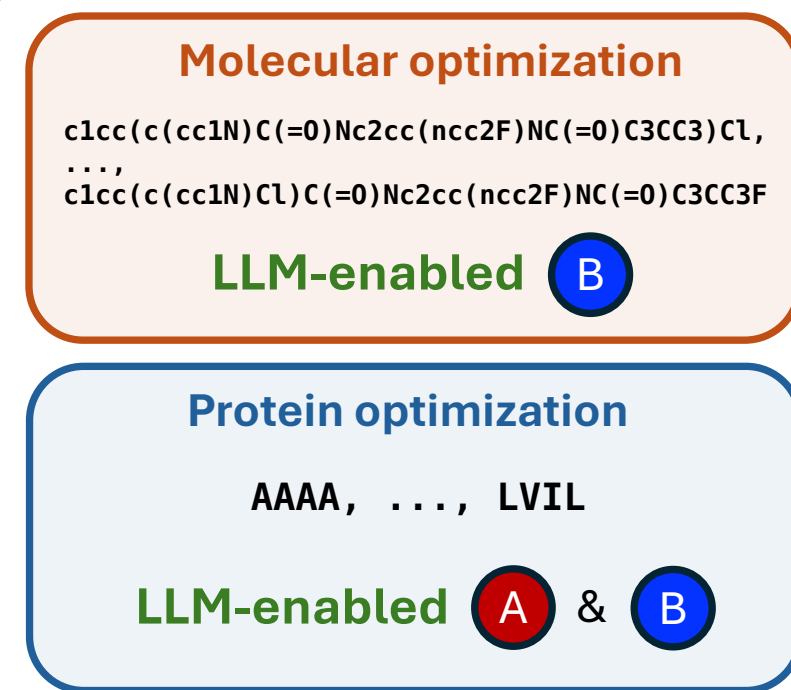 Molecular optimization
c1cc(c(cc1N)C(=O)Nc2cc(ncc2F)NC(=O)C3CC3)Cl,
...,
c1cc(c(cc1N)Cl)C(=O)Nc2cc(ncc2F)NC(=O)C3CC3F
LLM-enabled B
Protein optimization
AAAA, ..., LVIL
LLM-enabled A & B